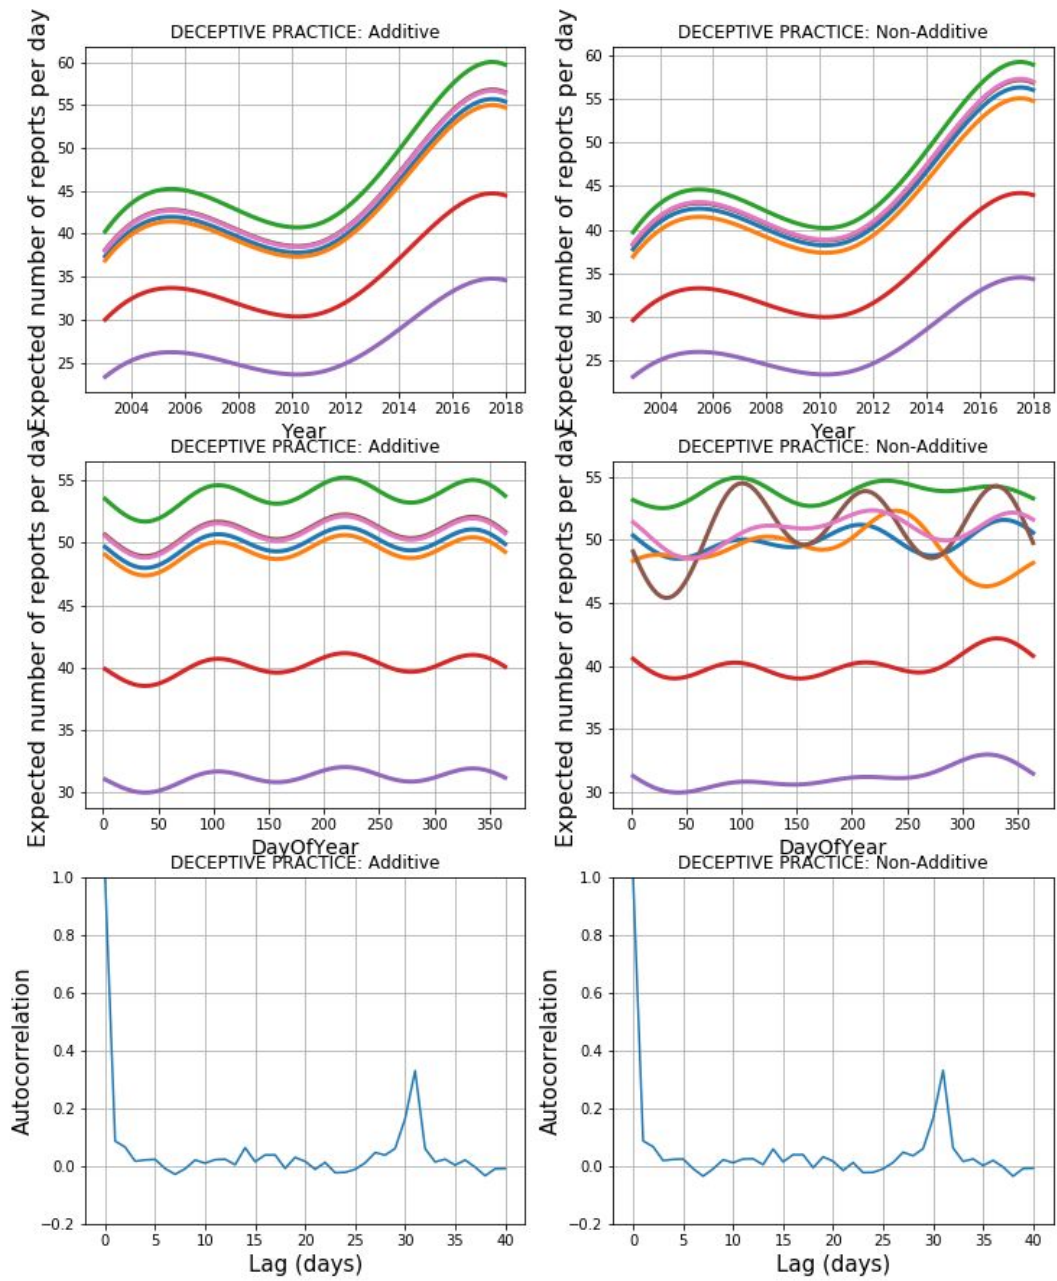 DECEPTIVE PRACTICE: Additive
Expected number of reports per day
60
55
50
45
40
35
30
25
2004 2006 2008 2010 2012 2014 2016 2018
Year
DECEPTIVE PRACTICE: Non-Additive
Expected number of reports per day
60
55
50
45
40
35
30
25
2004 2006 2008 2010 2012 2014 2016 2018
Year
DECEPTIVE PRACTICE: Additive
Expected number of reports per day
55
50
45
40
35
30
0 50 100 150 200 250 300 350
DayOfYear
DECEPTIVE PRACTICE: Non-Additive
Expected number of reports per day
55
50
45
40
35
30
0 50 100 150 200 250 300 350
DayOfYear
DECEPTIVE PRACTICE: Additive
Autocorrelation
1.0
0.8
0.6
0.4
0.2
0.0
−0.2
0 5 10 15 20 25 30 35 40
Lag (days)
DECEPTIVE PRACTICE: Non-Additive
Autocorrelation
1.0
0.8
0.6
0.4
0.2
0.0
−0.2
0 5 10 15 20 25 30 35 40
Lag (days)